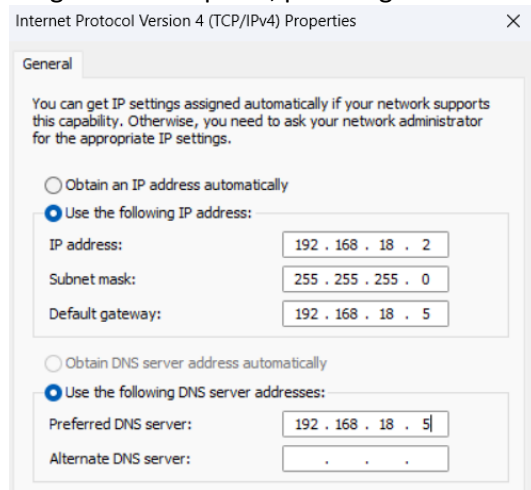 Internet Protocol Version 4 (TCP/IPv4) Properties
General
You can get IP settings assigned automatically if your network supports
this capability. Otherwise, you need to ask your network administrator
for the appropriate IP settings.
Obtain an IP address automatically
Use the following IP address:
IP address: 192 . 168 . 18 . 2
Subnet mask: 255 . 255 . 255 . 0
Default gateway: 192 . 168 . 18 . 5
Obtain DNS server address automatically
Use the following DNS server addresses:
Preferred DNS server: 192 . 168 . 18 . 5
Alternate DNS server: . . .